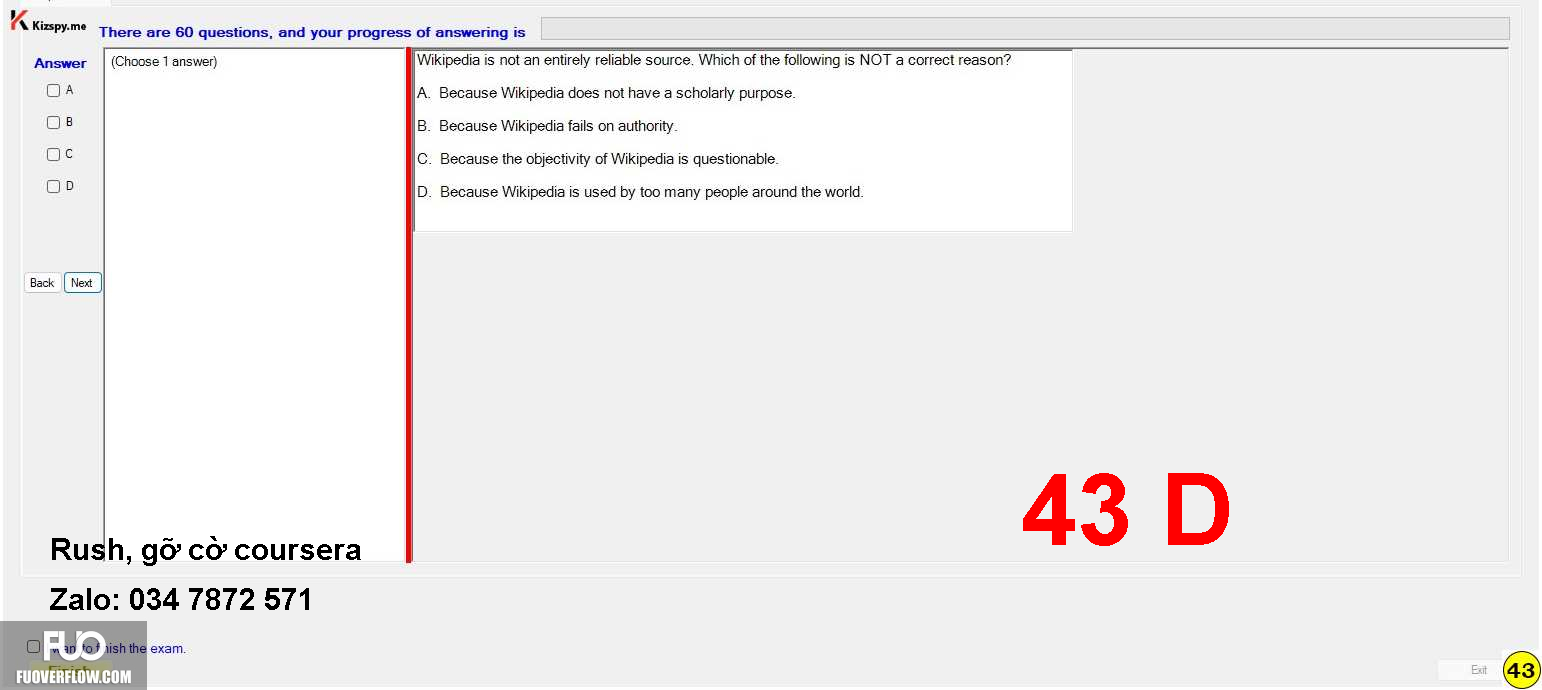 Kizspy.me
There are 60 questions, and your progress of answering is
Answer
(Choose 1 answer)
A
B
C
D
Back
Next
Wikipedia is not an entirely reliable source. Which of the following is NOT a correct reason?
A. Because Wikipedia does not have a scholarly purpose.
B. Because Wikipedia fails on authority.
C. Because the objectivity of Wikipedia is questionable.
D. Because Wikipedia is used by too many people around the world.
43 D
Rush, gỡ cờ coursera
Zalo: 034 7872 571
I want to finish the exam.
Finish
FUO
FUOVERFLOW.COM
Exit
43